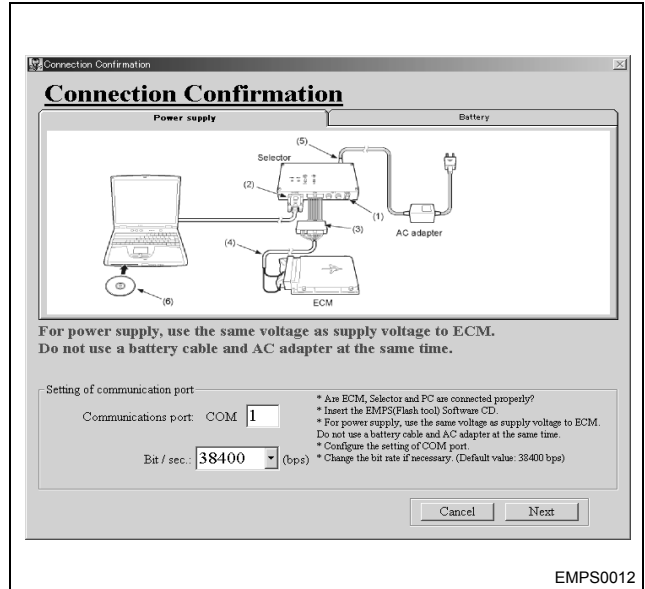 Connection Confirmation
Connection Confirmation
Power supply
Battery
(5)
Selector
(2)
(1)
(3)
AC adapter
(4)
(6)
ECM
For power supply, use the same voltage as supply voltage to ECM.
Do not use a battery cable and AC adapter at the same time.
Setting of communication port
Communications port: COM 1
Bit / sec.: 38400 (bps)
* Are ECM, Selector and PC are connected properly?
* Insert the EMPS(Flash tool) Software CD.
* For power supply, use the same voltage as supply voltage to ECM.
Do not use a battery cable and AC adapter at the same time.
* Configure the setting of COM port.
* Change the bit rate if necessary. (Default value: 38400 bps)
Cancel
Next
EMPS0012